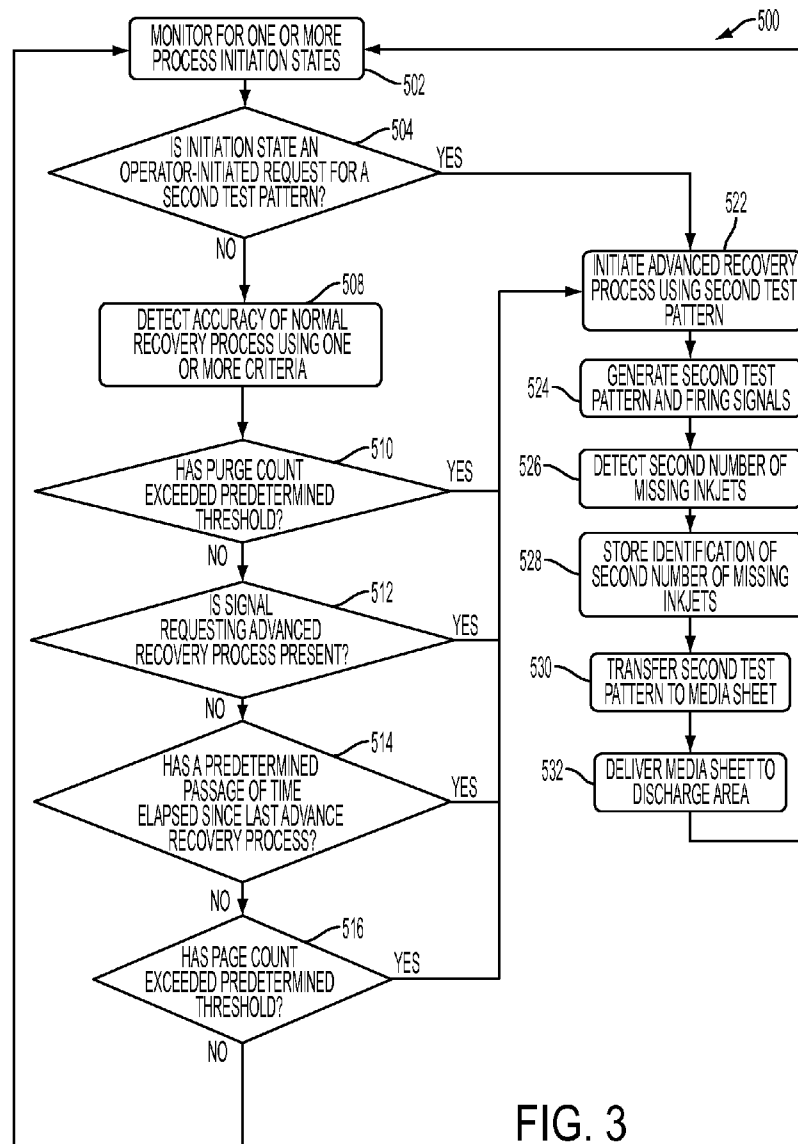 500
MONITOR FOR ONE OR MORE
PROCESS INITIATION STATES
502
504
IS INITIATION STATE AN
OPERATOR-INITIATED REQUEST FOR A
SECOND TEST PATTERN?
YES
NO
508
DETECT ACCURACY OF NORMAL
RECOVERY PROCESS USING ONE
OR MORE CRITERIA
510
HAS PURGE COUNT
EXCEEDED PREDETERMINED
THRESHOLD?
YES
NO
512
IS SIGNAL
REQUESTING ADVANCED
RECOVERY PROCESS PRESENT?
YES
NO
514
HAS A PREDETERMINED
PASSAGE OF TIME
ELAPSED SINCE LAST ADVANCE
RECOVERY PROCESS?
YES
NO
516
HAS PAGE COUNT
EXCEEDED PREDETERMINED
THRESHOLD?
YES
NO
522
INITIATE ADVANCED RECOVERY
PROCESS USING SECOND TEST
PATTERN
524
GENERATE SECOND TEST
PATTERN AND FIRING SIGNALS
526
DETECT SECOND NUMBER OF
MISSING INKJETS
528
STORE IDENTIFICATION OF
SECOND NUMBER OF MISSING
INKJETS
530
TRANSFER SECOND TEST
PATTERN TO MEDIA SHEET
532
DELIVER MEDIA SHEET TO
DISCHARGE AREA
FIG. 3